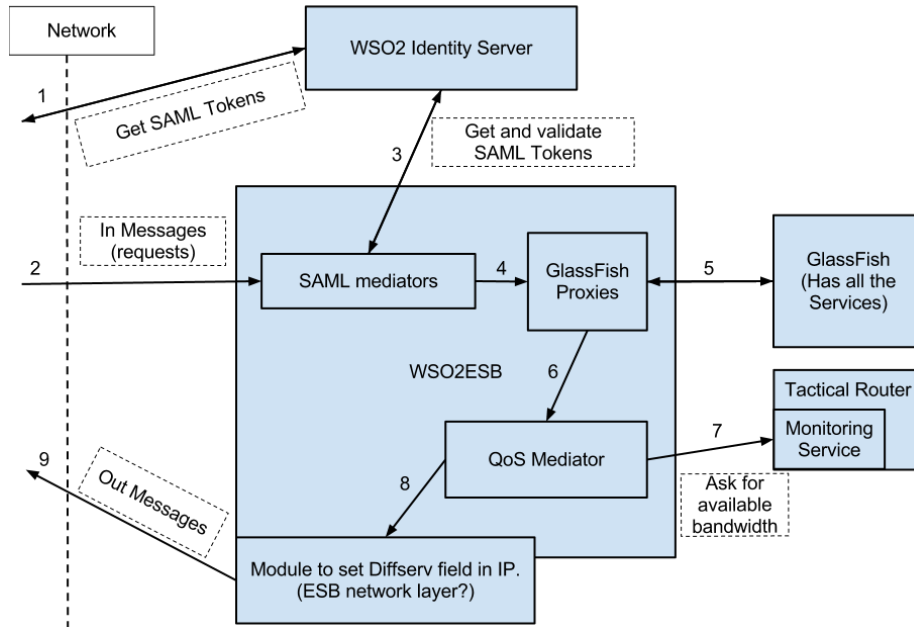 Network
WSO2 Identity Server
1
Get SAML Tokens
3
Get and validate
SAML Tokens
In Messages
(requests)
2
SAML mediators
4
GlassFish
Proxies
5
GlassFish
(Has all the
Services)
WSO2ESB
6
Tactical Router
Monitoring
Service
7
QoS Mediator
Ask for
available
bandwidth
8
9
Out Messages
Module to set Diffserv field in IP.
(ESB network layer?)